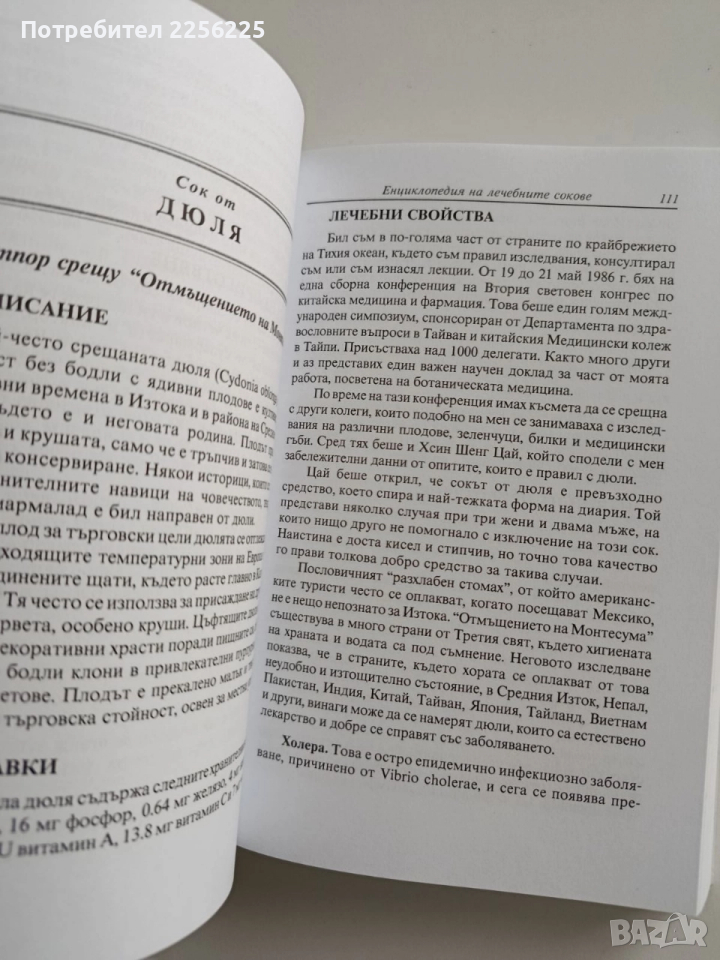 Потребител 2256225
Сок от
ДЮЛЯ
срещу “Отмъщението на
ПИСАНИЕ
-често срещаната дюля (Cydonia
ст без бодли с ядивни плодове е
вни времена в Изтока и в района на
ъдето е и неговата родина. Плодът
и крушата, само че е тръпчив и
консервиране. Някои историци,
нителните навици на човечеството,
мармалад е бил направен от дюли.
плод за търговски цели дюлята се
ходящите температурни зони на
динените щати, където расте главно в
Тя често се използва за присаждане на
ървета, особено круши. Цъфтящите
декоративни храсти поради пищните
бодли клони в привлекателни
ветове. Плодът е прекалено малък и
търговска стойност, освен за
АВКИ
ла дюля съдържа следните
, 16 мг фосфор, 0.64 мг желязо, 4 мг
U витамин А, 13.8 мг витамин С и
Енциклопедия на лечебните сокове 111
ЛЕЧЕБНИ СВОЙСТВА
Бил съм в по-голяма част от страните по крайбрежието
на Тихия океан, където съм правил изследвания, консултирал
съм или съм изнасял лекции. От 19 до 21 май 1986 г. бях на
една сборна конференция на Втория световен конгрес по
китайска медицина и фармация. Това беше един голям меж-
дународен симпозиум, спонсориран от Департамента по здра-
вословните въпроси в Тайван и китайския Медицински колеж
в Тайпи. Присъстваха над 1000 делегати. Както много други
и аз представих един важен научен доклад за част от моята
работа, посветена на ботаническата медицина.
По време на тази конференция имах късмета да се срещна
с други колеги, които подобно на мен се занимаваха с изслед-
вания на различни плодове, зеленчуци, билки и медицински
гъби. Сред тях беше и Хсин Шенг Цай, който сподели с мен
забележителни данни от опитите, които е правил с дюли.
Цай беше открил, че сокът от дюля е превъзходно
средство, което спира и най-тежката форма на диария. Той
представи няколко случая при три жени и двама мъже, на
които нищо друго не помогнало с изключение на този сок.
Наистина е доста кисел и стипчив, но точно това качество
го прави толкова добро средство за такива случаи.
Пословичният “разхлабен стомах”, от който американс-
ките туристи често се оплакват, когато посещават Мексико,
не е нещо непознато за Изтока. “Отмъщението на Монтесума”
съществува в много страни от Третия свят, където хигиената
на храната и водата са под съмнение. Неговото изследване
показва, че в страните, където хората се оплакват от това
неудобно и изтощително състояние, в Средния Изток, Непал,
Пакистан, Индия, Китай, Тайван, Япония, Тайланд, Виетнам
и други, винаги може да се намерят дюли, които са естествено
лекарство и добре се справят със заболяването.
Холера. Това е остро епидемично инфекциозно заболя-
ване, причинено от Vibrio cholerae, и сега се появява пре-
BAZAR